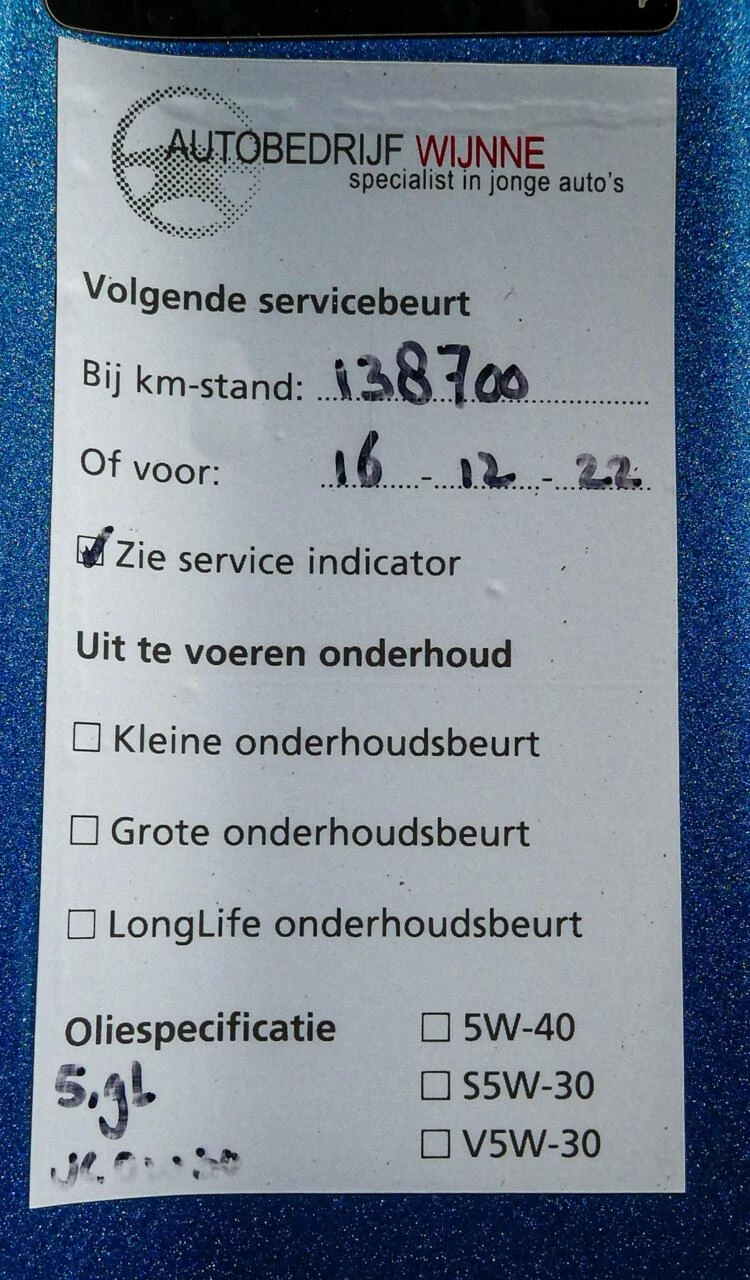 AUTOBEDRIJF WIJNNE
specialist in jonge auto's
Volgende servicebeurt
Bij km-stand: 138700
Of voor: 16 - 12 - 22
Zie service indicator
Uit te voeren onderhoud
Kleine onderhoudsbeurt
Grote onderhoudsbeurt
LongLife onderhoudsbeurt
Oliespecificatie
5W-40
5.9L
S5W-30
V5W-30